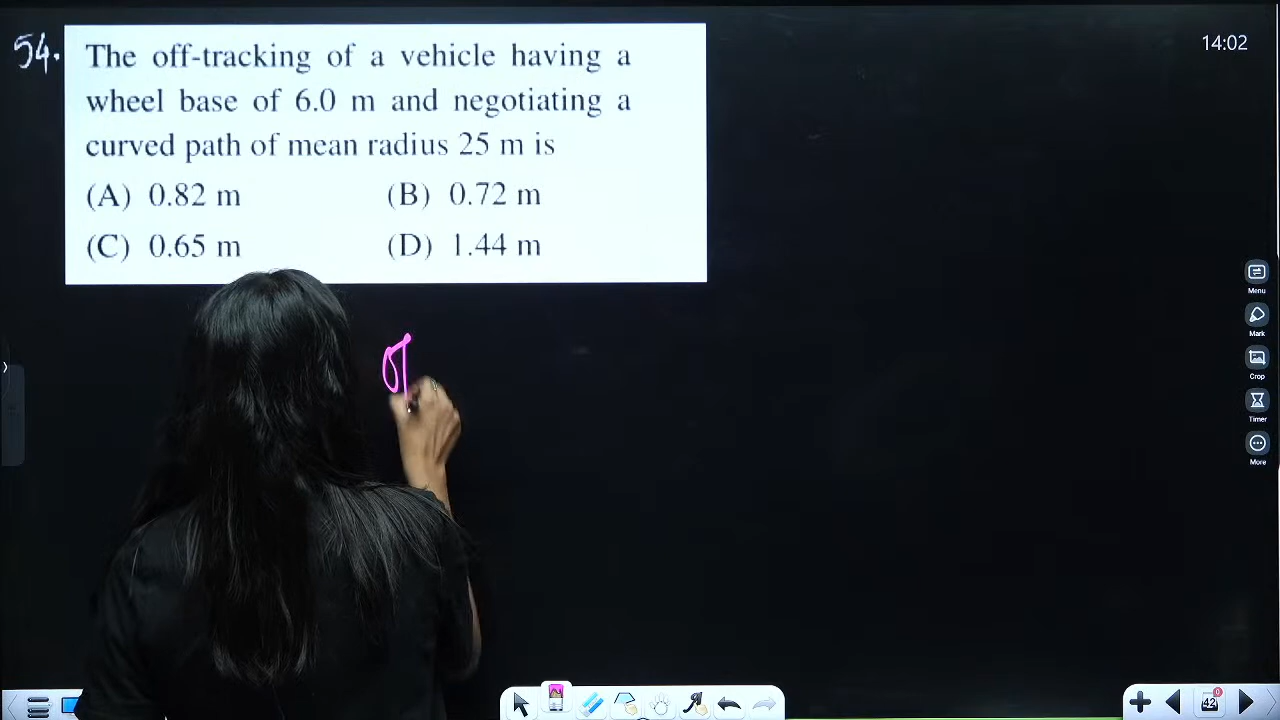 54.
The off-tracking of a vehicle having a
wheel base of 6.0 m and negotiating a
curved path of mean radius 25 m is
(A) 0.82 m (B) 0.72 m
(C) 0.65 m (D) 1.44 m
14:02
Menu
Mark
Crop
Timer
More
42
0